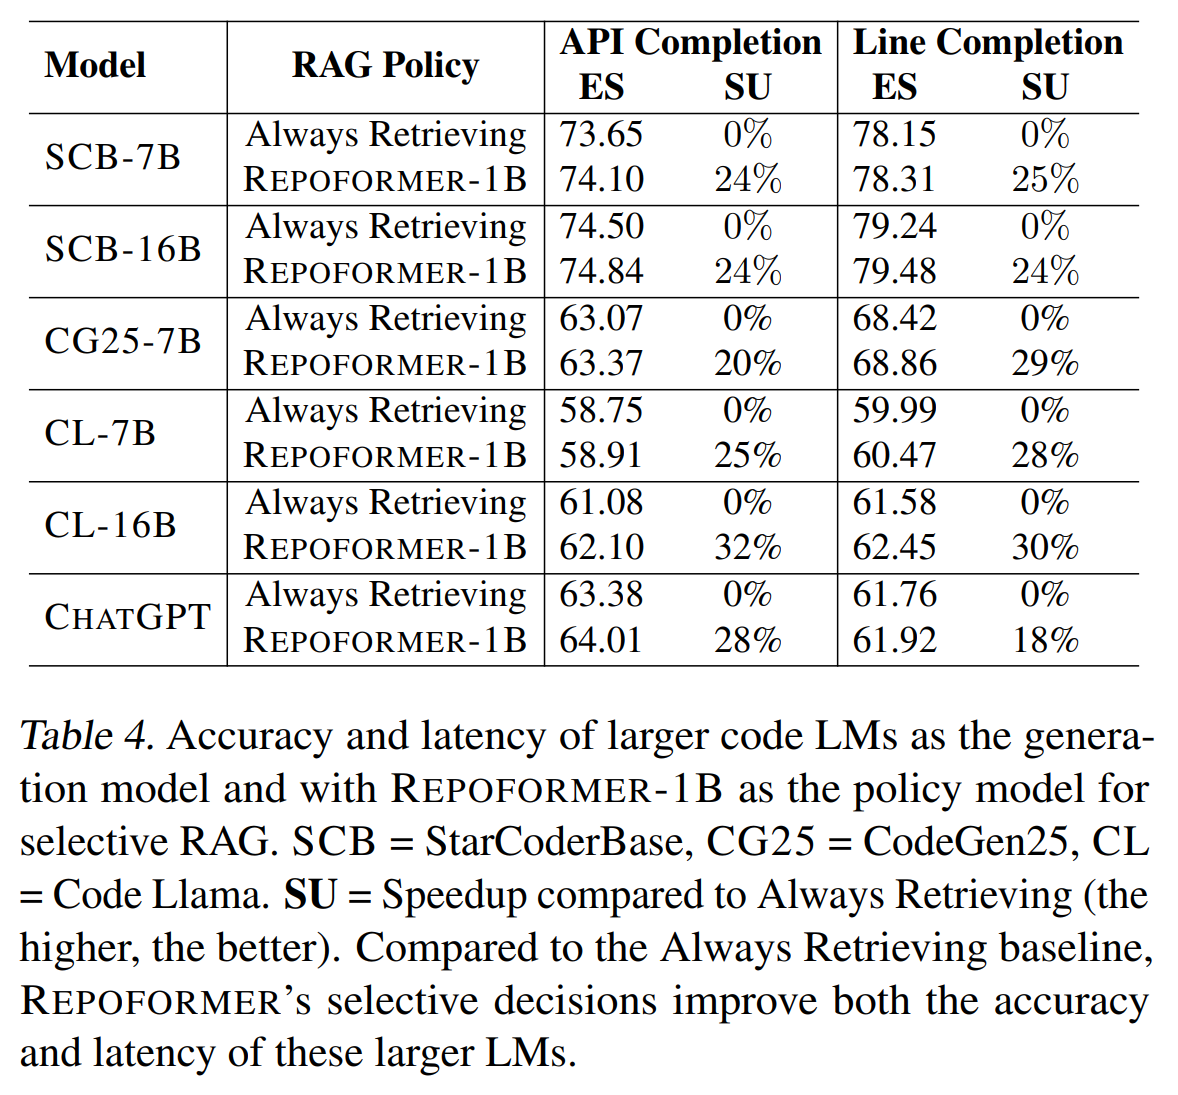 Model RAG Policy API Completion Line Completion
ES SU ES SU
SCB-7B Always Retrieving 73.65 0% 78.15 0%
REPOFORMER-1B 74.10 24% 78.31 25%
SCB-16B Always Retrieving 74.50 0% 79.24 0%
REPOFORMER-1B 74.84 24% 79.48 24%
CG25-7B Always Retrieving 63.07 0% 68.42 0%
REPOFORMER-1B 63.37 20% 68.86 29%
CL-7B Always Retrieving 58.75 0% 59.99 0%
REPOFORMER-1B 58.91 25% 60.47 28%
CL-16B Always Retrieving 61.08 0% 61.58 0%
REPOFORMER-1B 62.10 32% 62.45 30%
CHATGPT Always Retrieving 63.38 0% 61.76 0%
REPOFORMER-1B 64.01 28% 61.92 18%
Table 4. Accuracy and latency of larger code LMs as the genera-
tion model and with REPOFORMER-1B as the policy model for
selective RAG. SCB = StarCoderBase, CG25 = CodeGen25, CL
= Code Llama. SU = Speedup compared to Always Retrieving (the
higher, the better). Compared to the Always Retrieving baseline,
REPOFORMER's selective decisions improve both the accuracy
and latency of these larger LMs.